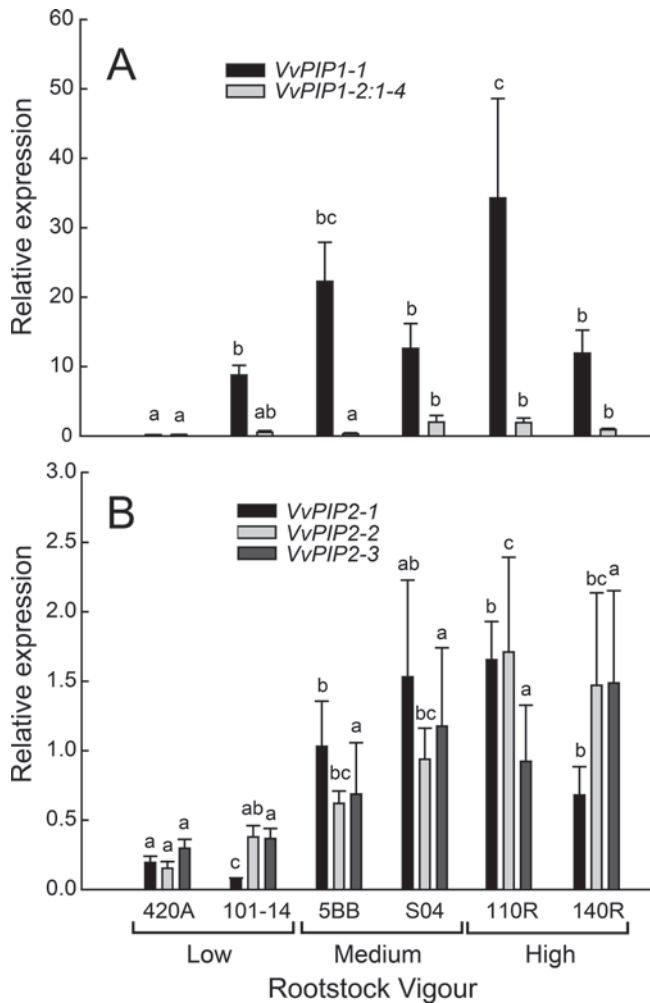 A
VvPIP1-1
VvPIP1-2:1-4
Relative expression
60
50
40
30
20
10
0
a a b ab bc a b b c b b b
B
VvPIP2-1
VvPIP2-2
VvPIP2-3
Relative expression
3.0
2.5
2.0
1.5
1.0
0.5
0.0
a a a c ab a b bc a ab bc a b c a b bc a
420A 101-14 5BB S04 110R 140R
Low Medium High
Rootstock Vigour